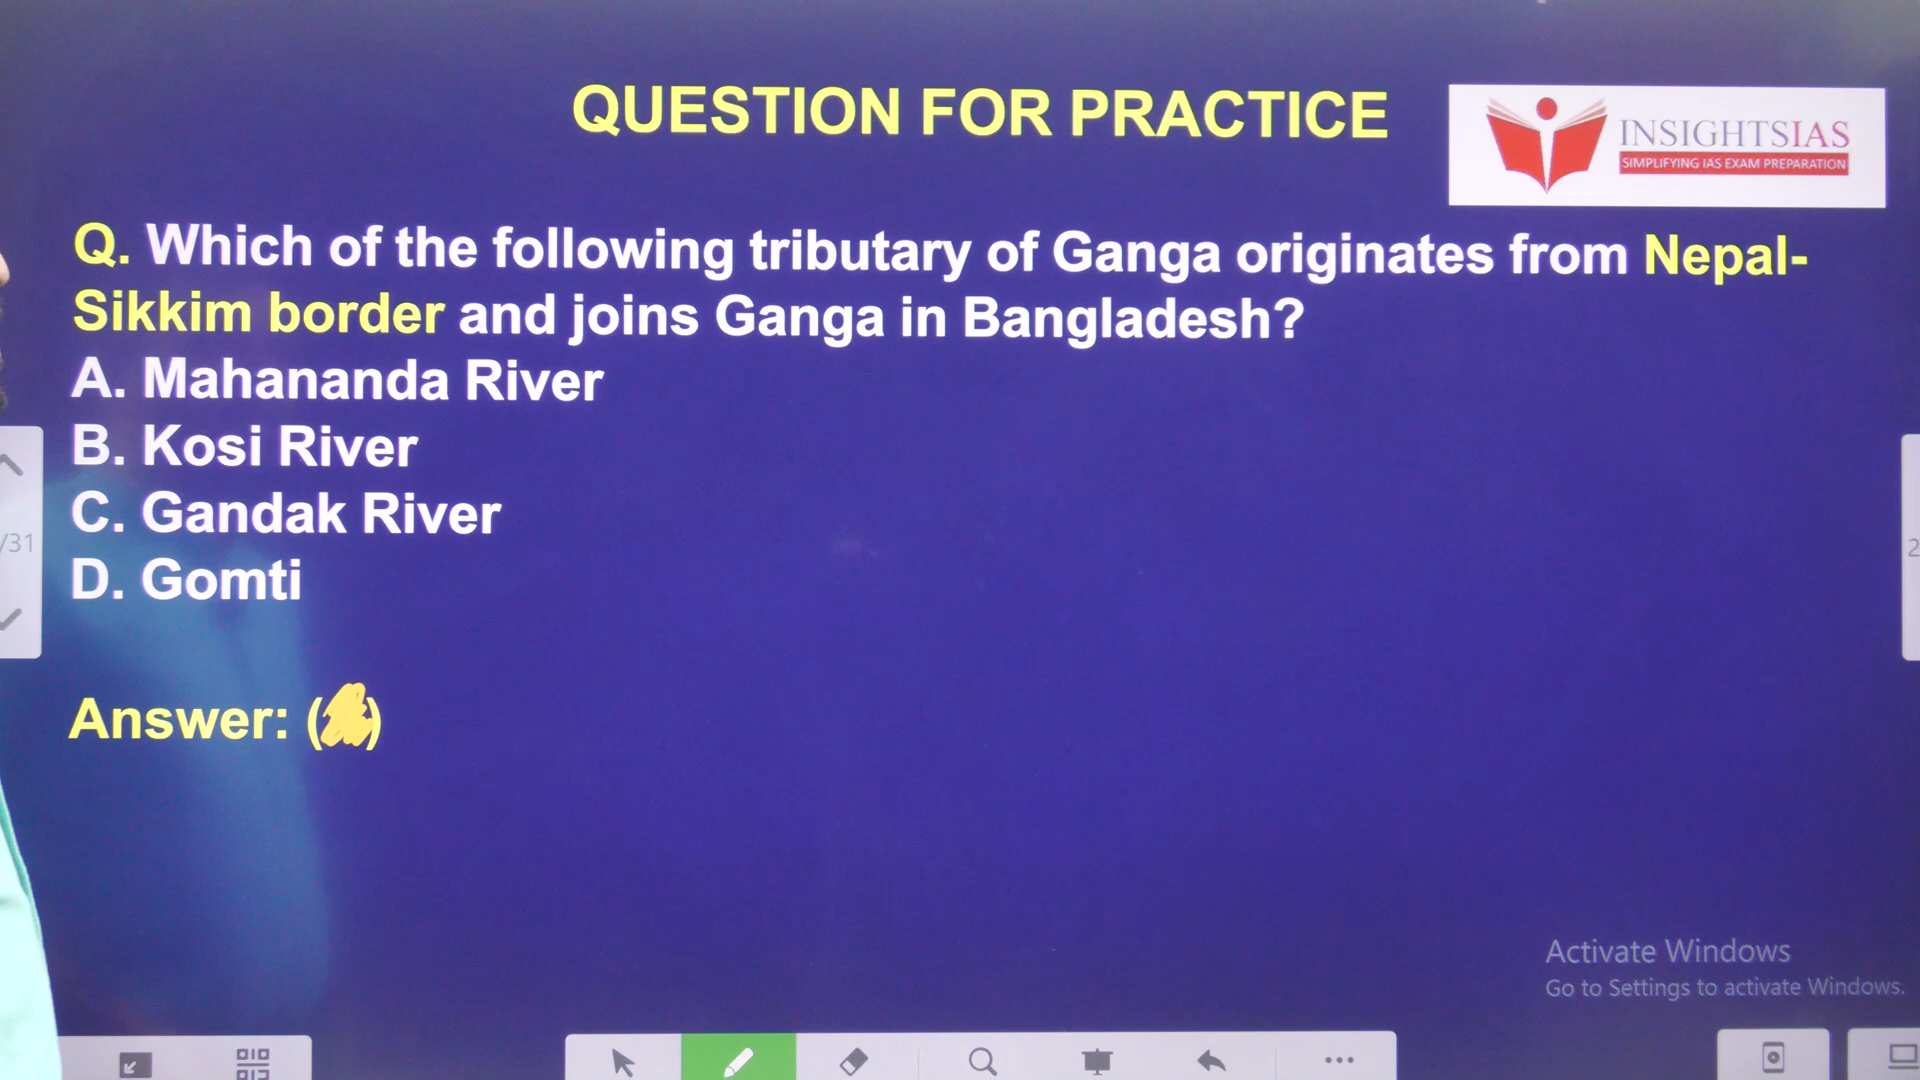 QUESTION FOR PRACTICE
INSIGHTSIAS
SIMPLIFYING IAS EXAM PREPARATION
Q. Which of the following tributary of Ganga originates from Nepal-
Sikkim border and joins Ganga in Bangladesh?
A. Mahananda River
B. Kosi River
C. Gandak River
/31
2
D. Gomti
Answer: ( )
Activate Windows
Go to Settings to activate Windows.